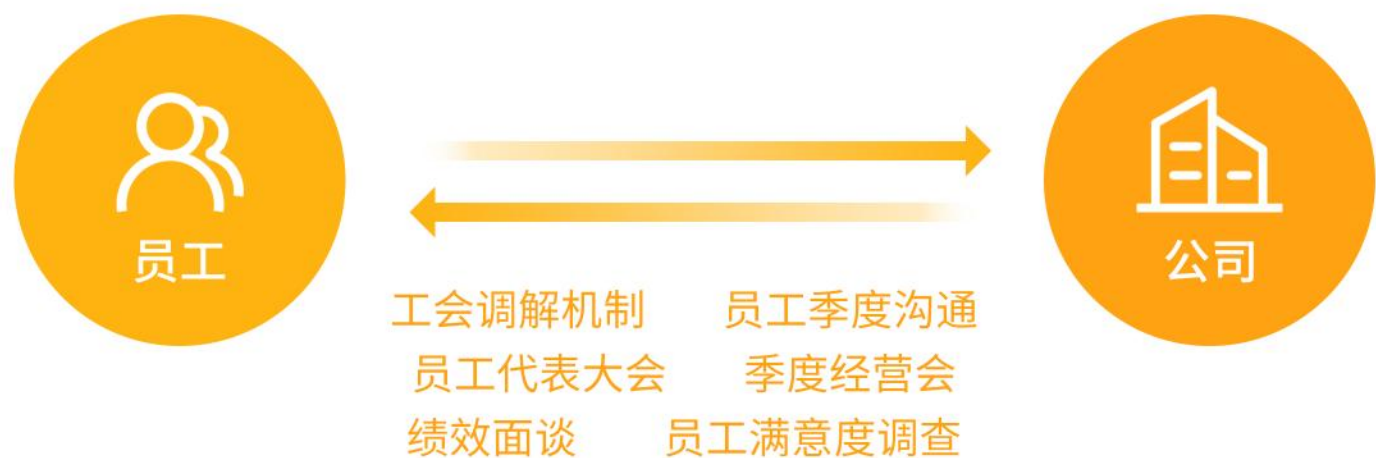 员工
公司
工会调解机制 员工季度沟通
员工代表大会 季度经营会
绩效面谈 员工满意度调查